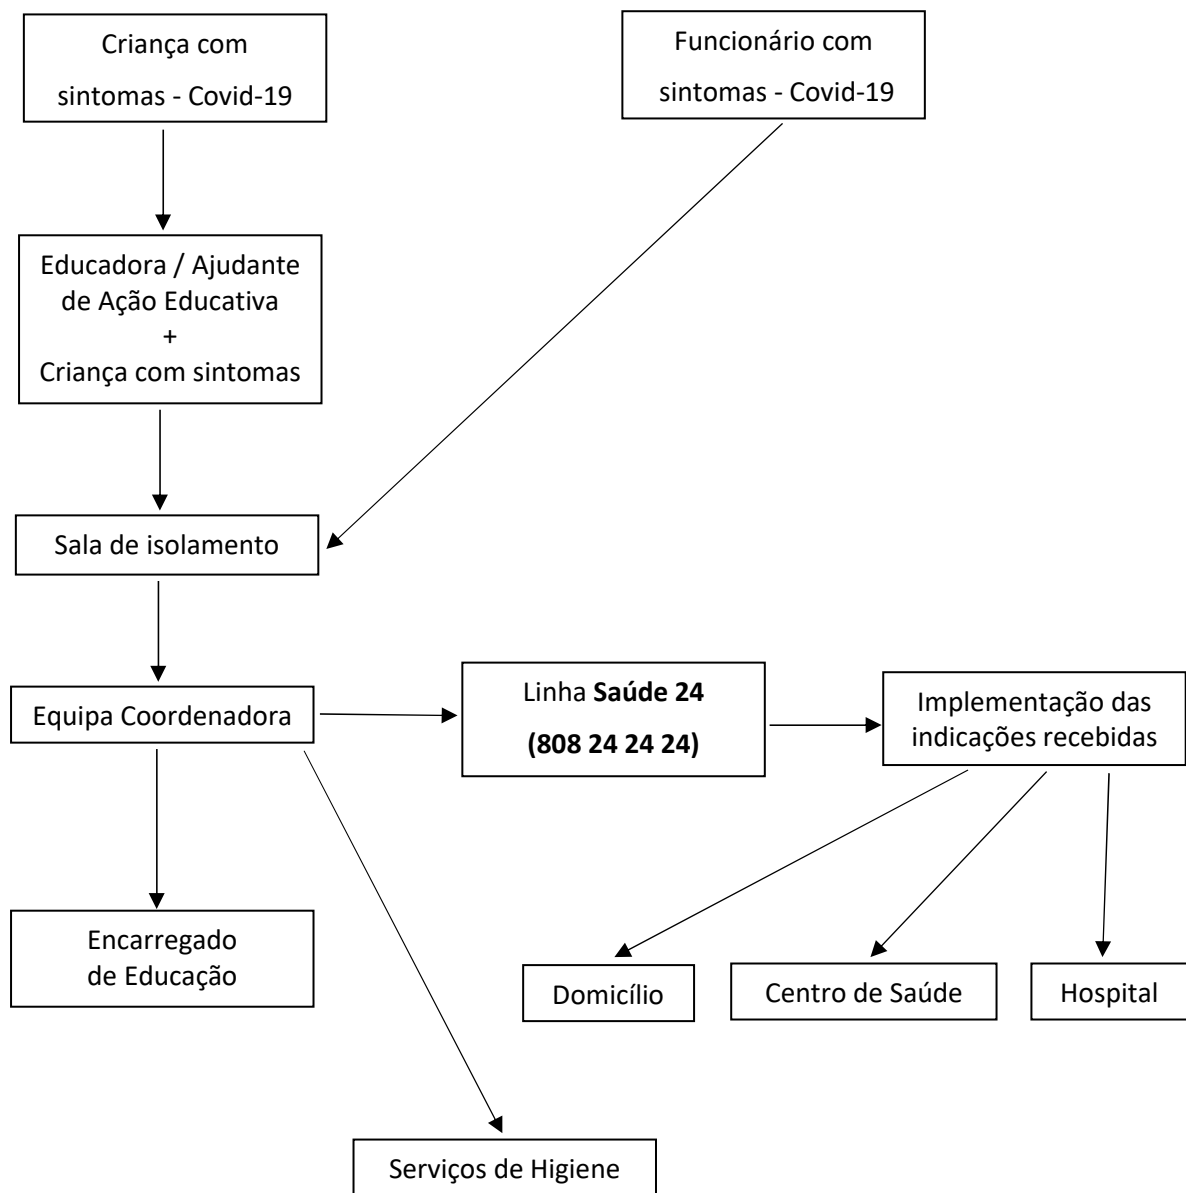 Criança com
sintomas - Covid-19
Funcionário com
sintomas - Covid-19
Educadora / Ajudante
de Ação Educativa
+
Criança com sintomas
Sala de isolamento
Equipa Coordenadora
Linha Saúde 24
(808 24 24 24)
Implementação das
indicações recebidas
Encarregado
de Educação
Domicílio
Centro de Saúde
Hospital
Serviços de Higiene